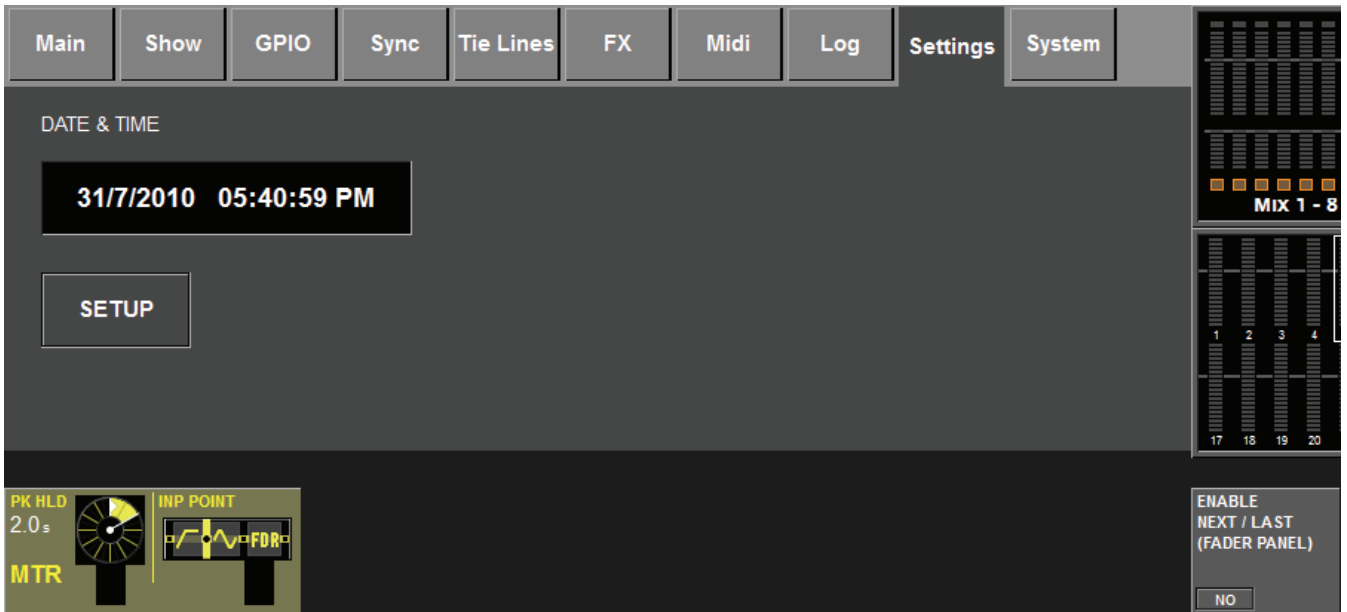 Main Show GPIO Sync Tie Lines FX Midi Log Settings System
DATE & TIME
31/7/2010 05:40:59 PM
SETUP
MIX 1 - 8
1 2 3 4
17 18 19 20
PK HLD
2.0 s
MTR
INP POINT
FDR
ENABLE
NEXT / LAST
(FADER PANEL)
NO